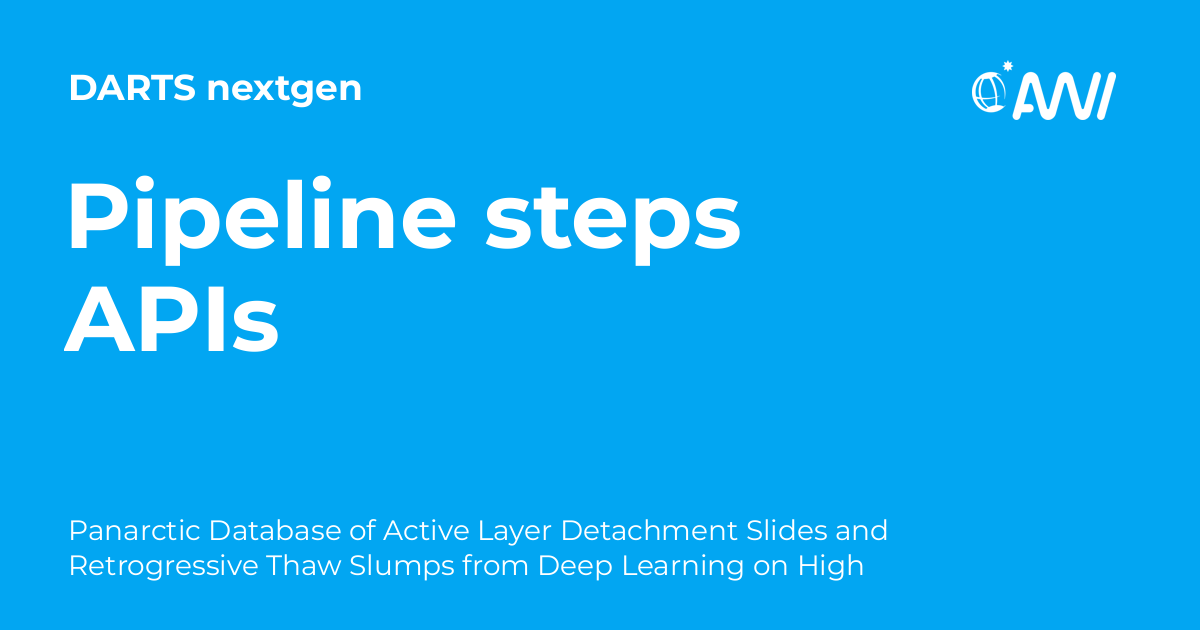 DARTS nextgen
AWI
Pipeline steps
APIs
Panarctic Database of Active Layer Detachment Slides and
Retrogressive Thaw Slumps from Deep Learning on High